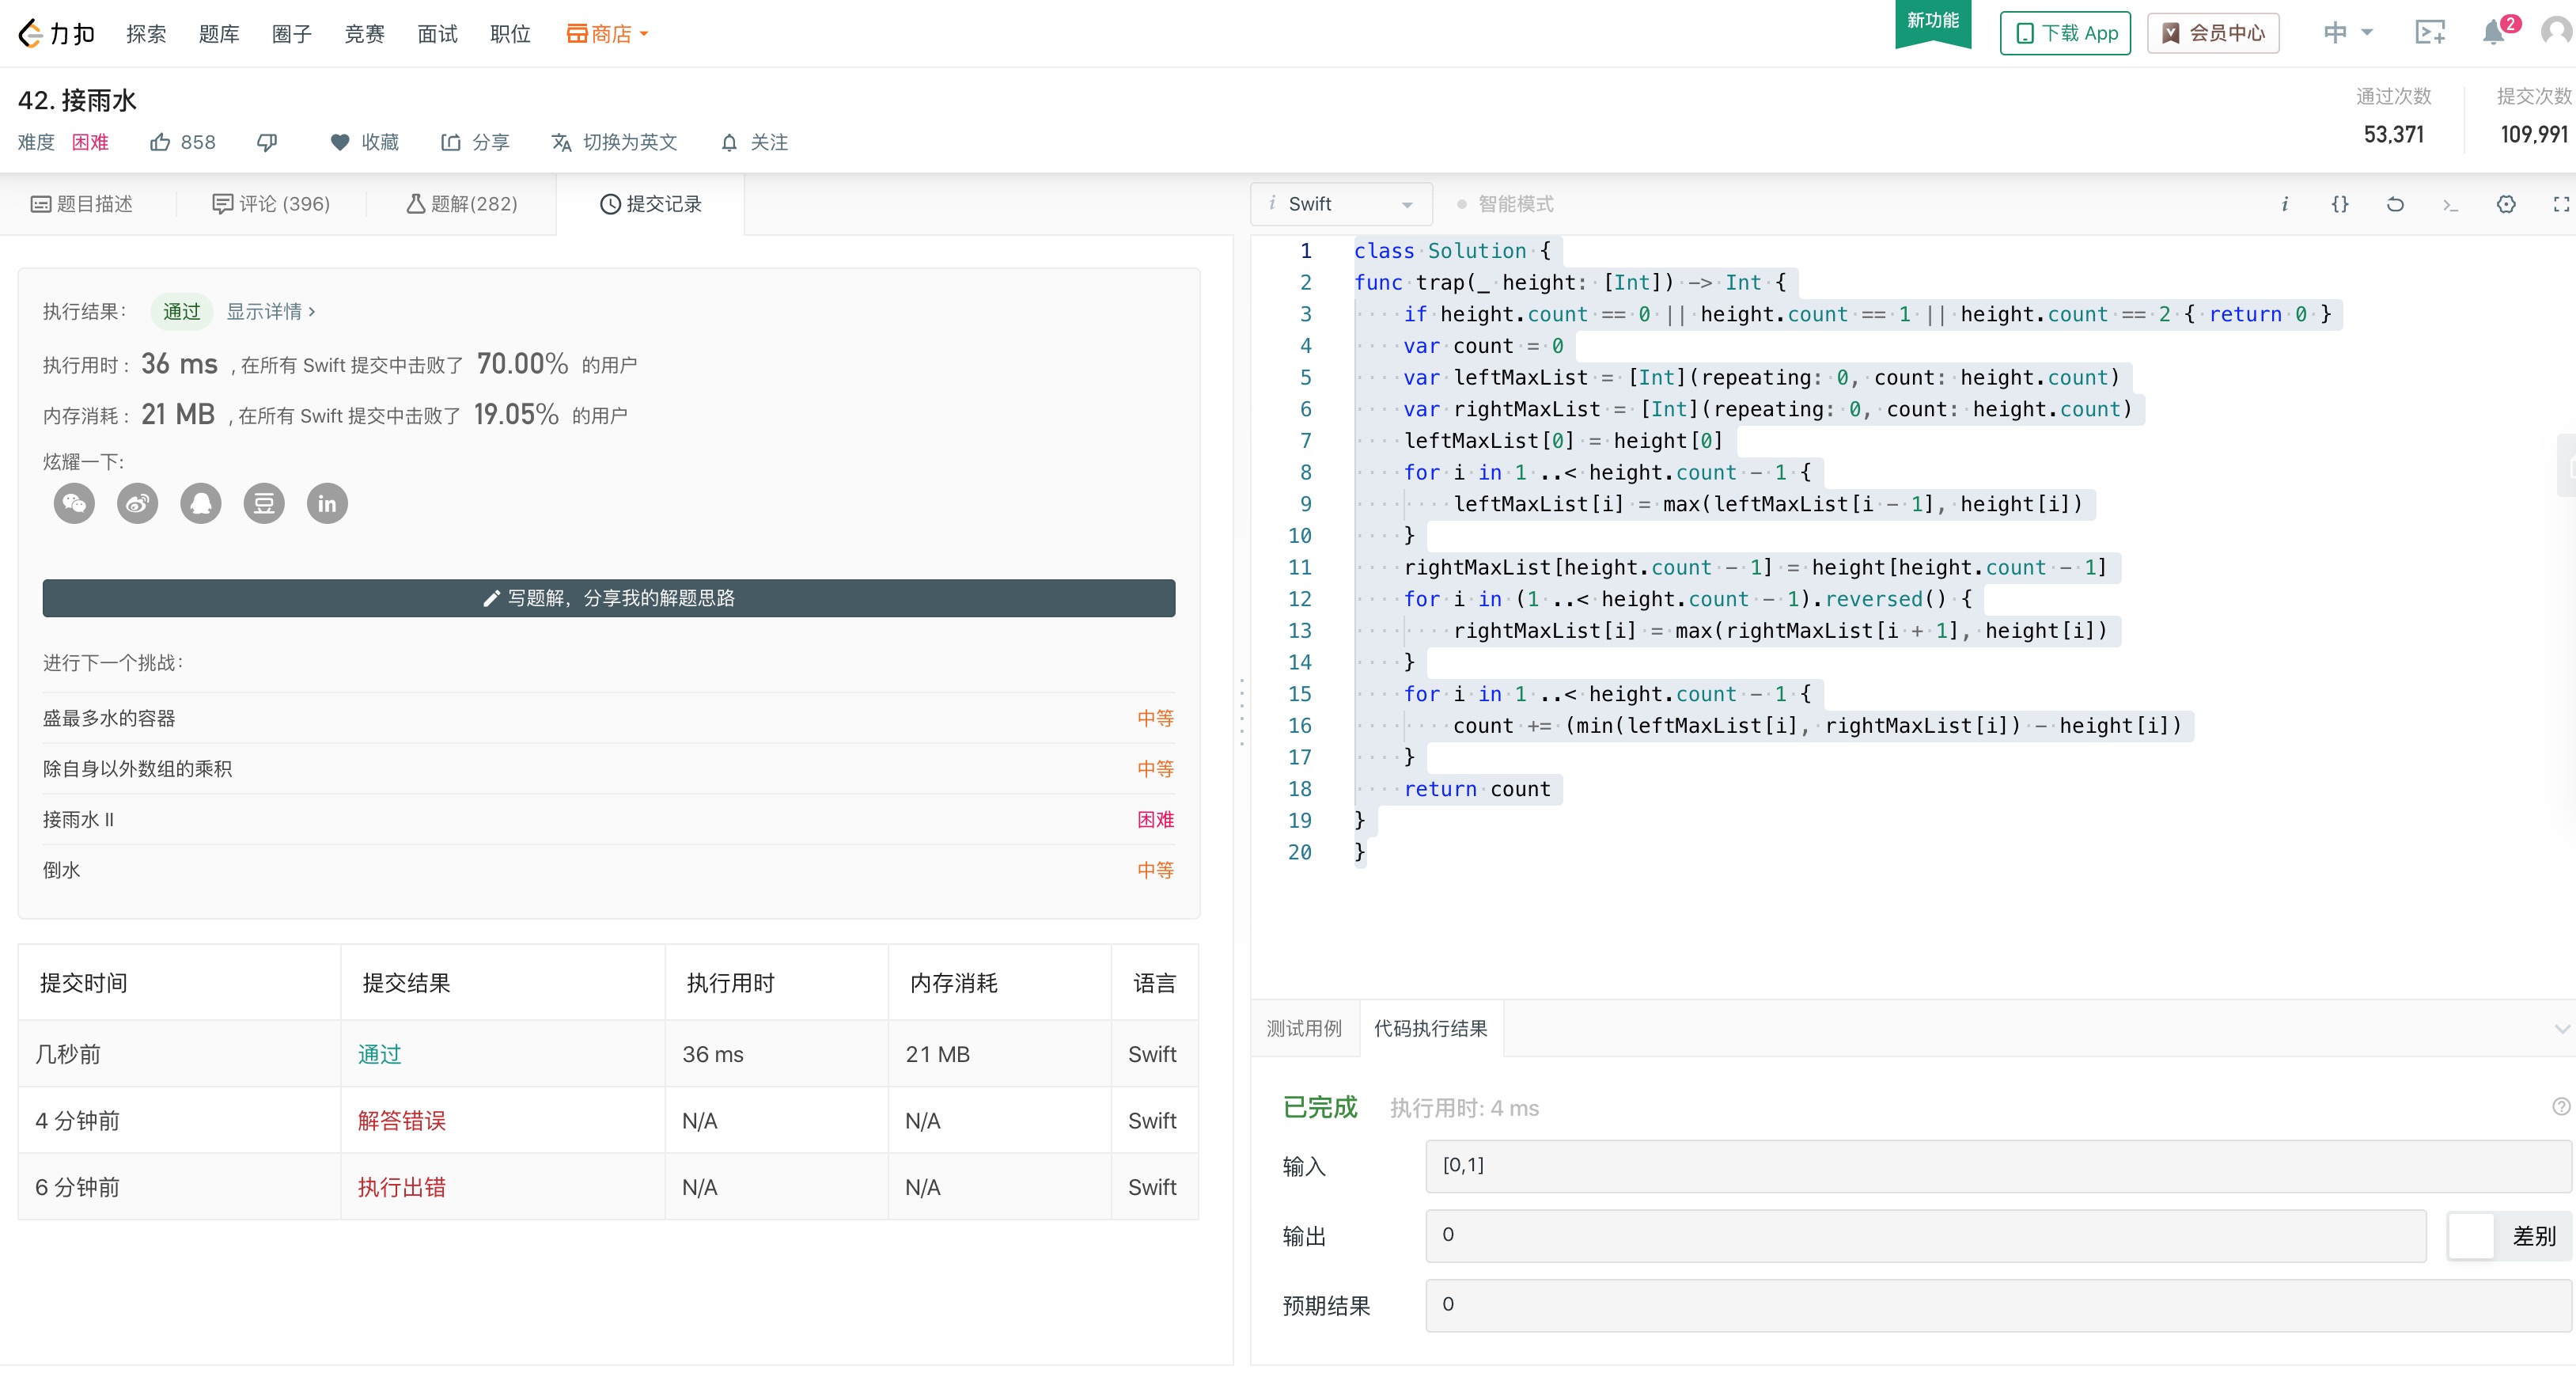 力扣 探索 题库 圈子 竞赛 面试 职位 商店 新功能 下载 App 会员中心 中 2
42. 接雨水
通过次数 提交次数
53,371 109,991
难度 困难 858 收藏 分享 切换为英文 关注
题目描述 评论 (396) 题解(282) 提交记录
执行结果： 通过 显示详情 ›
执行用时 : 36 ms , 在所有 Swift 提交中击败了 70.00% 的用户
内存消耗 : 21 MB , 在所有 Swift 提交中击败了 19.05% 的用户
炫耀一下:
豆 in
写题解，分享我的解题思路
进行下一个挑战：
盛最多水的容器 中等
除自身以外数组的乘积 中等
接雨水 II 困难
倒水 中等
提交时间 提交结果 执行用时 内存消耗 语言
几秒前 通过 36 ms 21 MB Swift
4 分钟前 解答错误 N/A N/A Swift
6 分钟前 执行出错 N/A N/A Swift
i Swift 智能模式 i {} >_
1 class Solution {
2 func trap(_ height: [Int]) -> Int {
3     if height.count == 0 || height.count == 1 || height.count == 2 { return 0 }
4     var count = 0
5     var leftMaxList = [Int](repeating: 0, count: height.count)
6     var rightMaxList = [Int](repeating: 0, count: height.count)
7     leftMaxList[0] = height[0]
8     for i in 1 ..< height.count - 1 {
9         leftMaxList[i] = max(leftMaxList[i - 1], height[i])
10     }
11     rightMaxList[height.count - 1] = height[height.count - 1]
12     for i in (1 ..< height.count - 1).reversed() {
13         rightMaxList[i] = max(rightMaxList[i + 1], height[i])
14     }
15     for i in 1 ..< height.count - 1 {
16         count += (min(leftMaxList[i], rightMaxList[i]) - height[i])
17     }
18     return count
19 }
20 }
测试用例 代码执行结果
已完成 执行用时: 4 ms
输入 [0,1]
输出 0 差别
预期结果 0